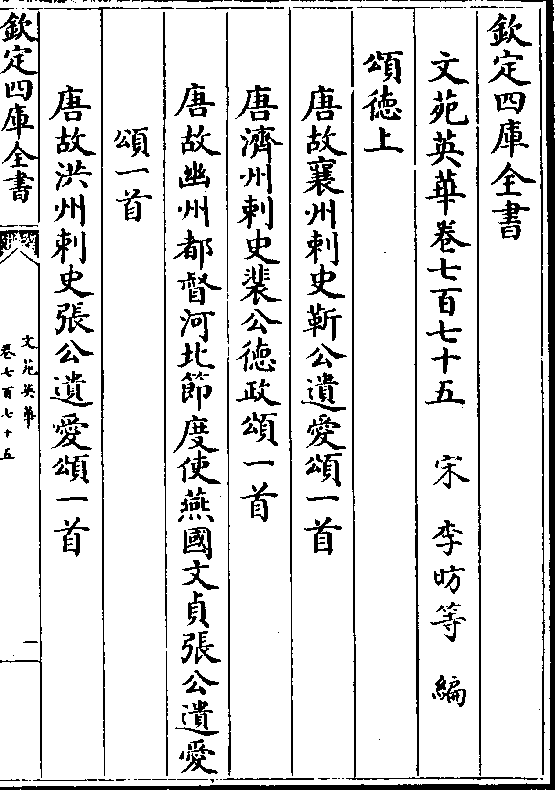 欽定四庫全書
文苑英華卷七百七十五　宋　李昉等　編
頌徳上
唐故襄州刺史靳公遺愛頌一首
唐濟州刺史裴公徳政頌一首
唐故幽州都督河北節度使燕國文貞張公遺愛
頌一首
唐故洪州刺史張公遺愛頌一首
欽定四庫全書
文苑英華
卷七百七十五
一